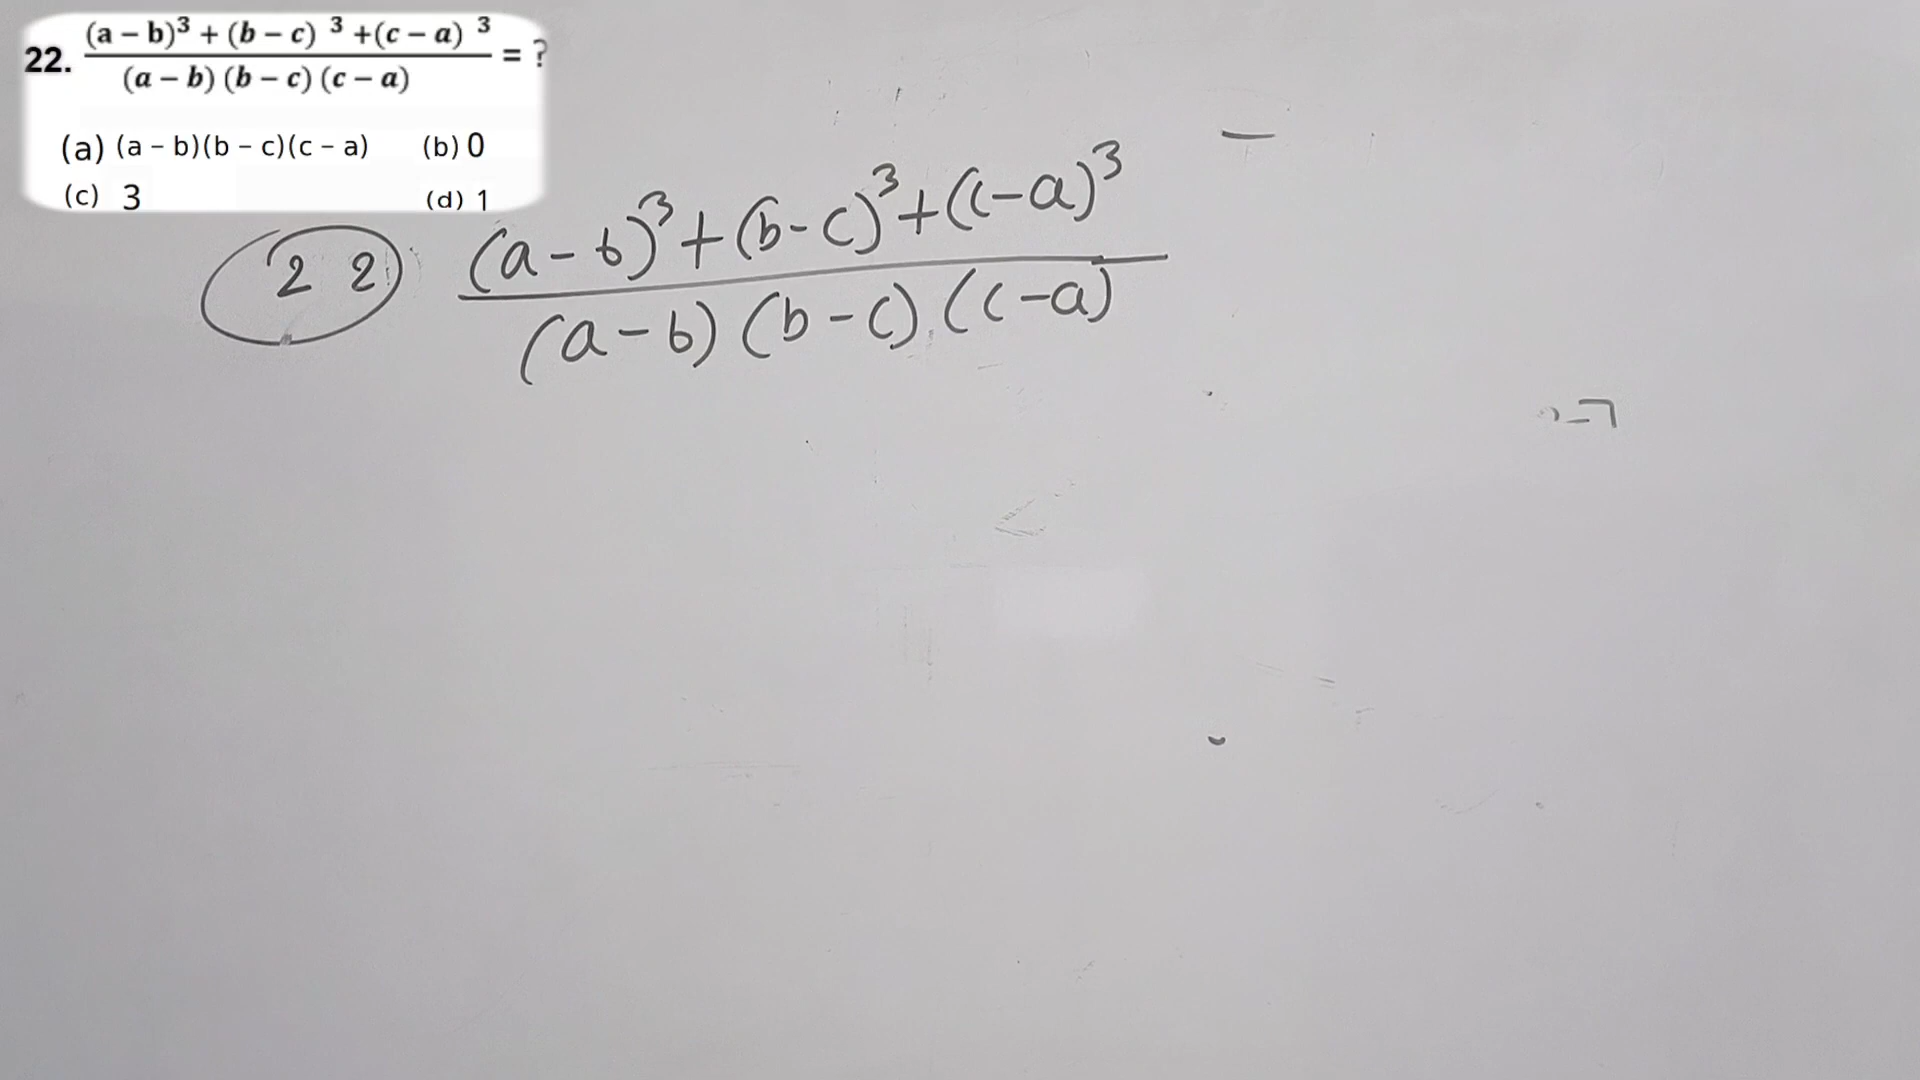 22. (a − b)³ + (b − c) ³ +(c − a) ³ / (a − b) (b − c) (c − a) = ?
(a) (a − b)(b − c)(c − a) (b) 0
(c) 3 (d) 1
22) (a-b)³+(b-c)³+(c-a)³
(a-b) (b-c).(c-a)